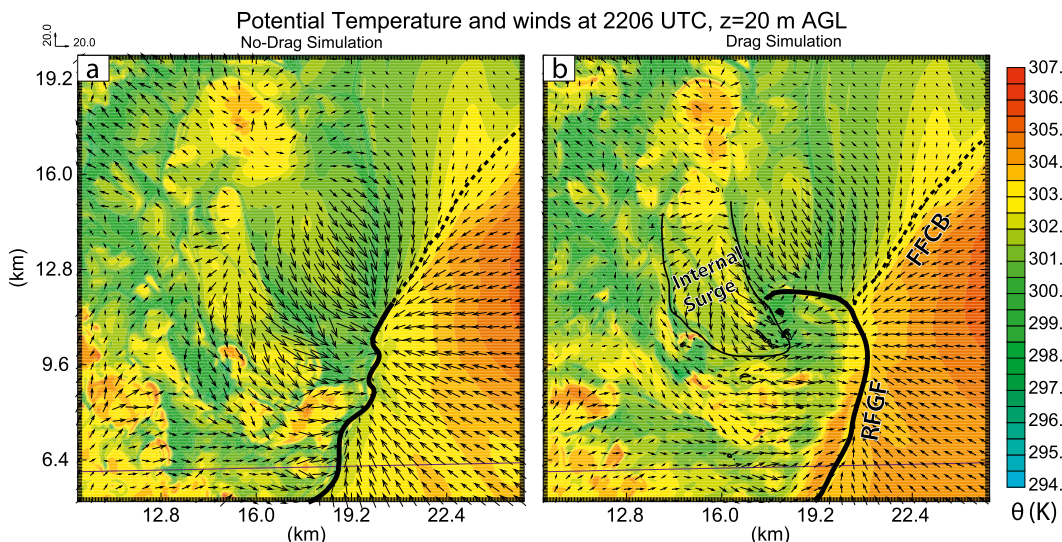 Potential Temperature and winds at 2206 UTC, z=20 m AGL
No-Drag Simulation
Drag Simulation
20.0
20.0
a
b
19.2
16.0
12.8
9.6
6.4
(km)
12.8 16.0 19.2 22.4
(km)
12.8 16.0 19.2 22.4
(km)
Internal
Surge
FFCB
RFGF
307.
306.
305.
304.
303.
302.
301.
300.
299.
298.
297.
296.
295.
294.
θ (K)